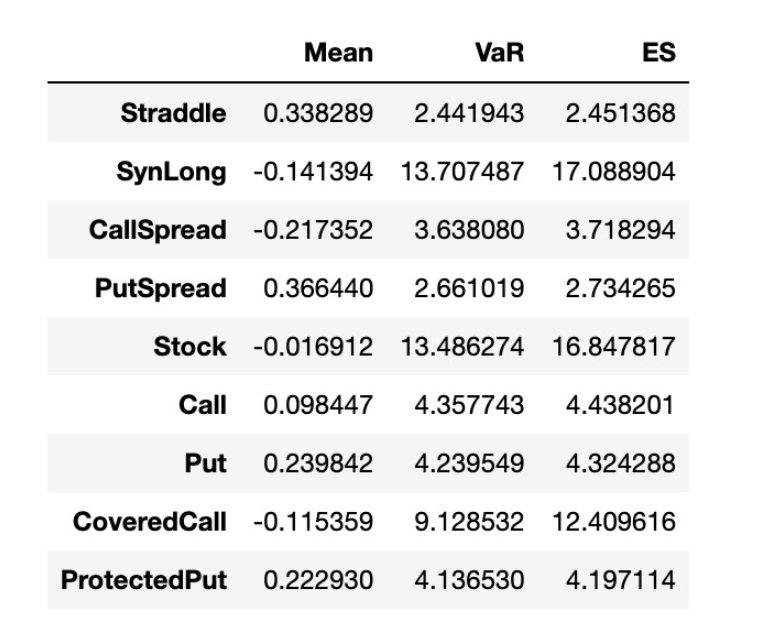 Mean VaR ES
Straddle 0.338289 2.441943 2.451368
SynLong -0.141394 13.707487 17.088904
CallSpread -0.217352 3.638080 3.718294
PutSpread 0.366440 2.661019 2.734265
Stock -0.016912 13.486274 16.847817
Call 0.098447 4.357743 4.438201
Put 0.239842 4.239549 4.324288
CoveredCall -0.115359 9.128532 12.409616
ProtectedPut 0.222930 4.136530 4.197114